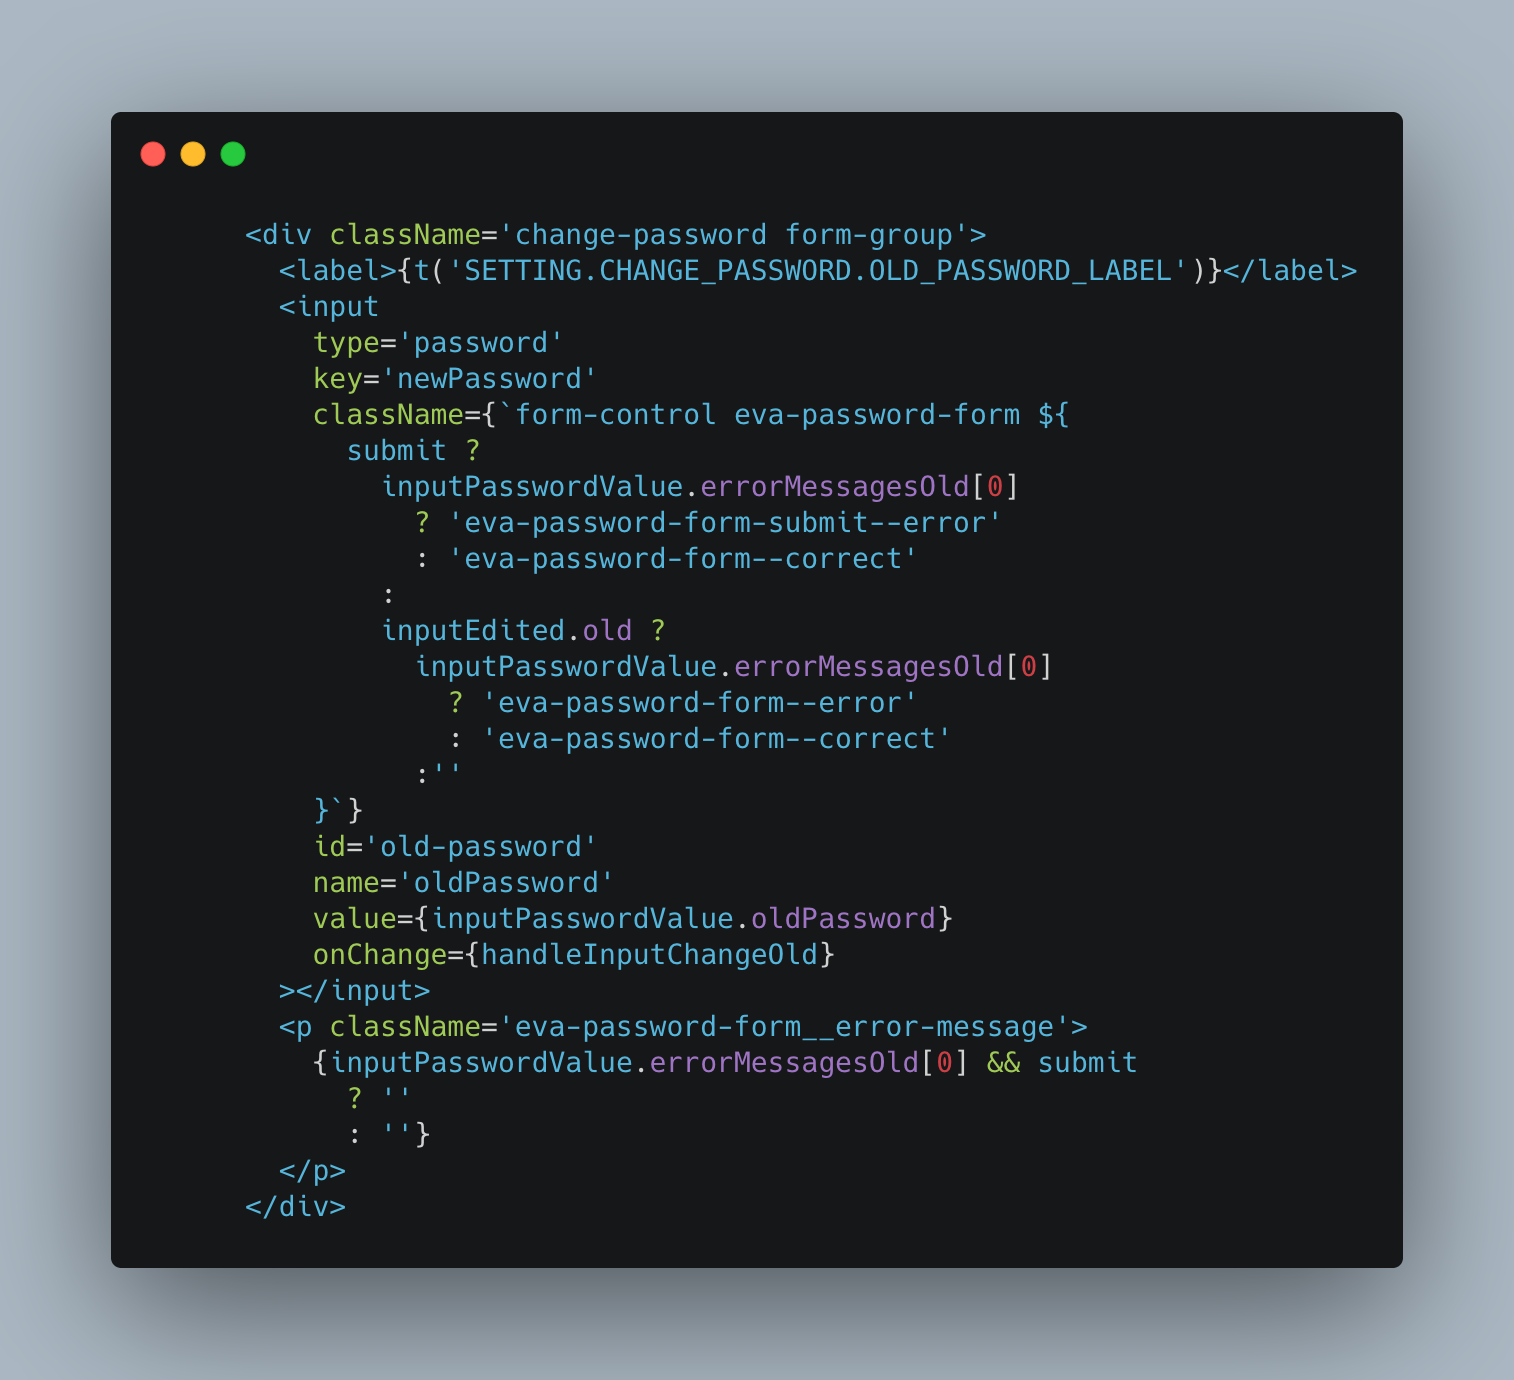 <div className='change-password form-group'>
  <label>{t('SETTING.CHANGE_PASSWORD.OLD_PASSWORD_LABEL')}</label>
  <input
    type='password'
    key='newPassword'
    className={`form-control eva-password-form ${
      submit ?
        inputPasswordValue.errorMessagesOld[0]
          ? 'eva-password-form-submit--error'
          : 'eva-password-form--correct'
        :
        inputEdited.old ?
          inputPasswordValue.errorMessagesOld[0]
            ? 'eva-password-form--error'
            : 'eva-password-form--correct'
          :''
    }`}
    id='old-password'
    name='oldPassword'
    value={inputPasswordValue.oldPassword}
    onChange={handleInputChangeOld}
  ></input>
  <p className='eva-password-form__error-message'>
    {inputPasswordValue.errorMessagesOld[0] && submit
      ? ''
      : ''}
  </p>
</div>